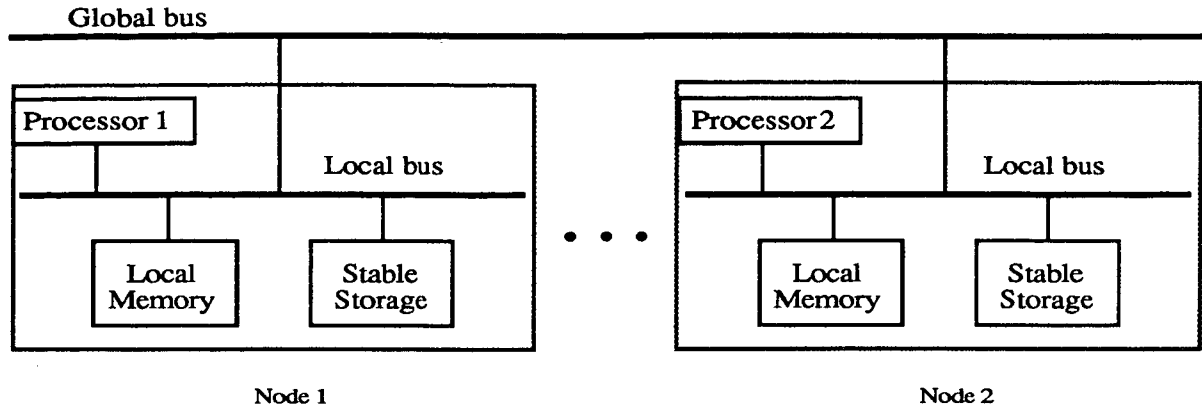 Global bus
Processor 1
Local bus
Local
Memory
Stable
Storage
Node 1
Processor 2
Local bus
Local
Memory
Stable
Storage
Node 2